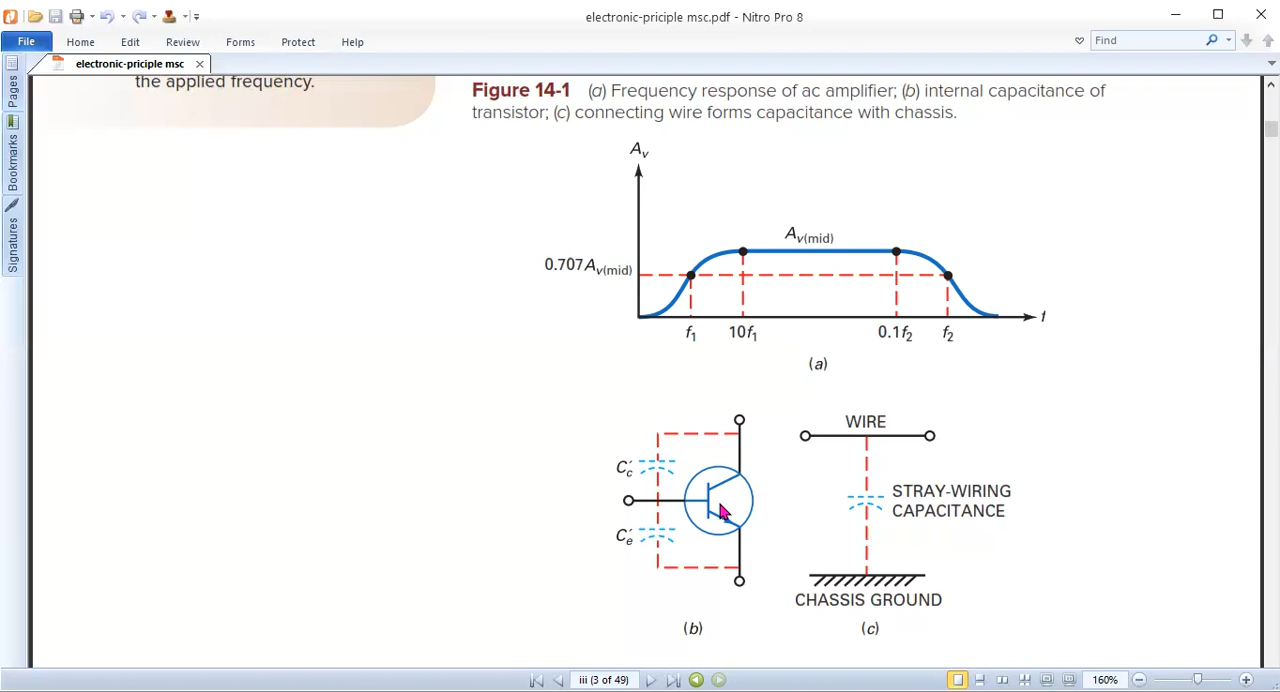 electronic-priciple msc.pdf - Nitro Pro 8
File Home Edit Review Forms Protect Help Find
electronic-priciple msc
Pages
Bookmarks
Signatures
the applied frequency.
Figure 14-1 (a) Frequency response of ac amplifier; (b) internal capacitance of
transistor; (c) connecting wire forms capacitance with chassis.
Av
Av(mid)
0.707Av(mid)
f1 10f1 0.1f2 f2
f
(a)
C′c
C′e
(b)
WIRE
STRAY-WIRING
CAPACITANCE
CHASSIS GROUND
(c)
iii (3 of 49) 160%